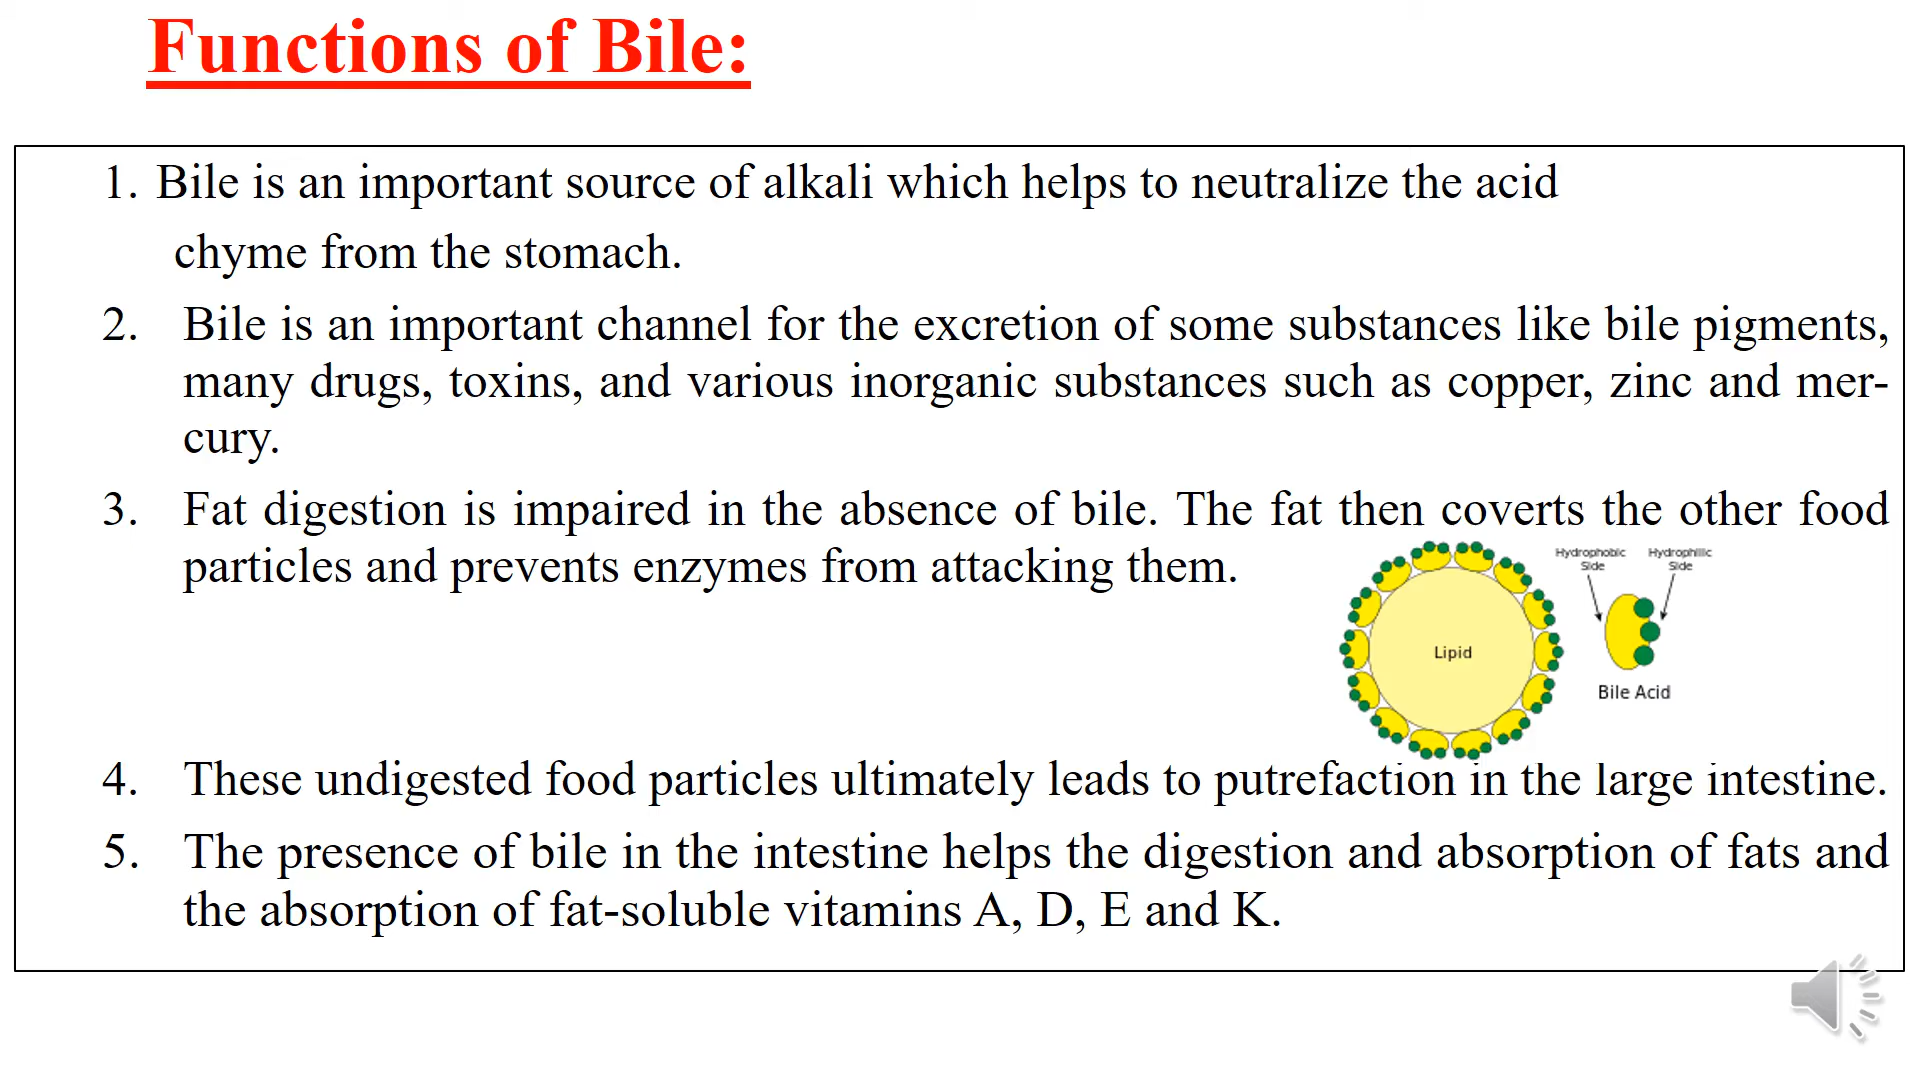 Functions of Bile:
1. Bile is an important source of alkali which helps to neutralize the acid
chyme from the stomach.
2. Bile is an important channel for the excretion of some substances like bile pigments,
many drugs, toxins, and various inorganic substances such as copper, zinc and mer-
cury.
3. Fat digestion is impaired in the absence of bile. The fat then coverts the other food
particles and prevents enzymes from attacking them.
Hydrophobic Side
Hydrophilic Side
Lipid
Bile Acid
4. These undigested food particles ultimately leads to putrefaction in the large intestine.
5. The presence of bile in the intestine helps the digestion and absorption of fats and
the absorption of fat-soluble vitamins A, D, E and K.